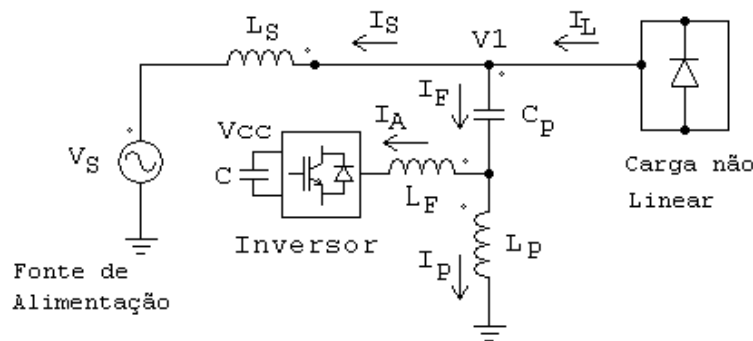 L_S
I_S
V1
I_L
I_F
C_p
I_A
Vcc
V_S
C
L_F
Carga não
Linear
Inversor
I_p
L_p
Fonte de
Alimentação